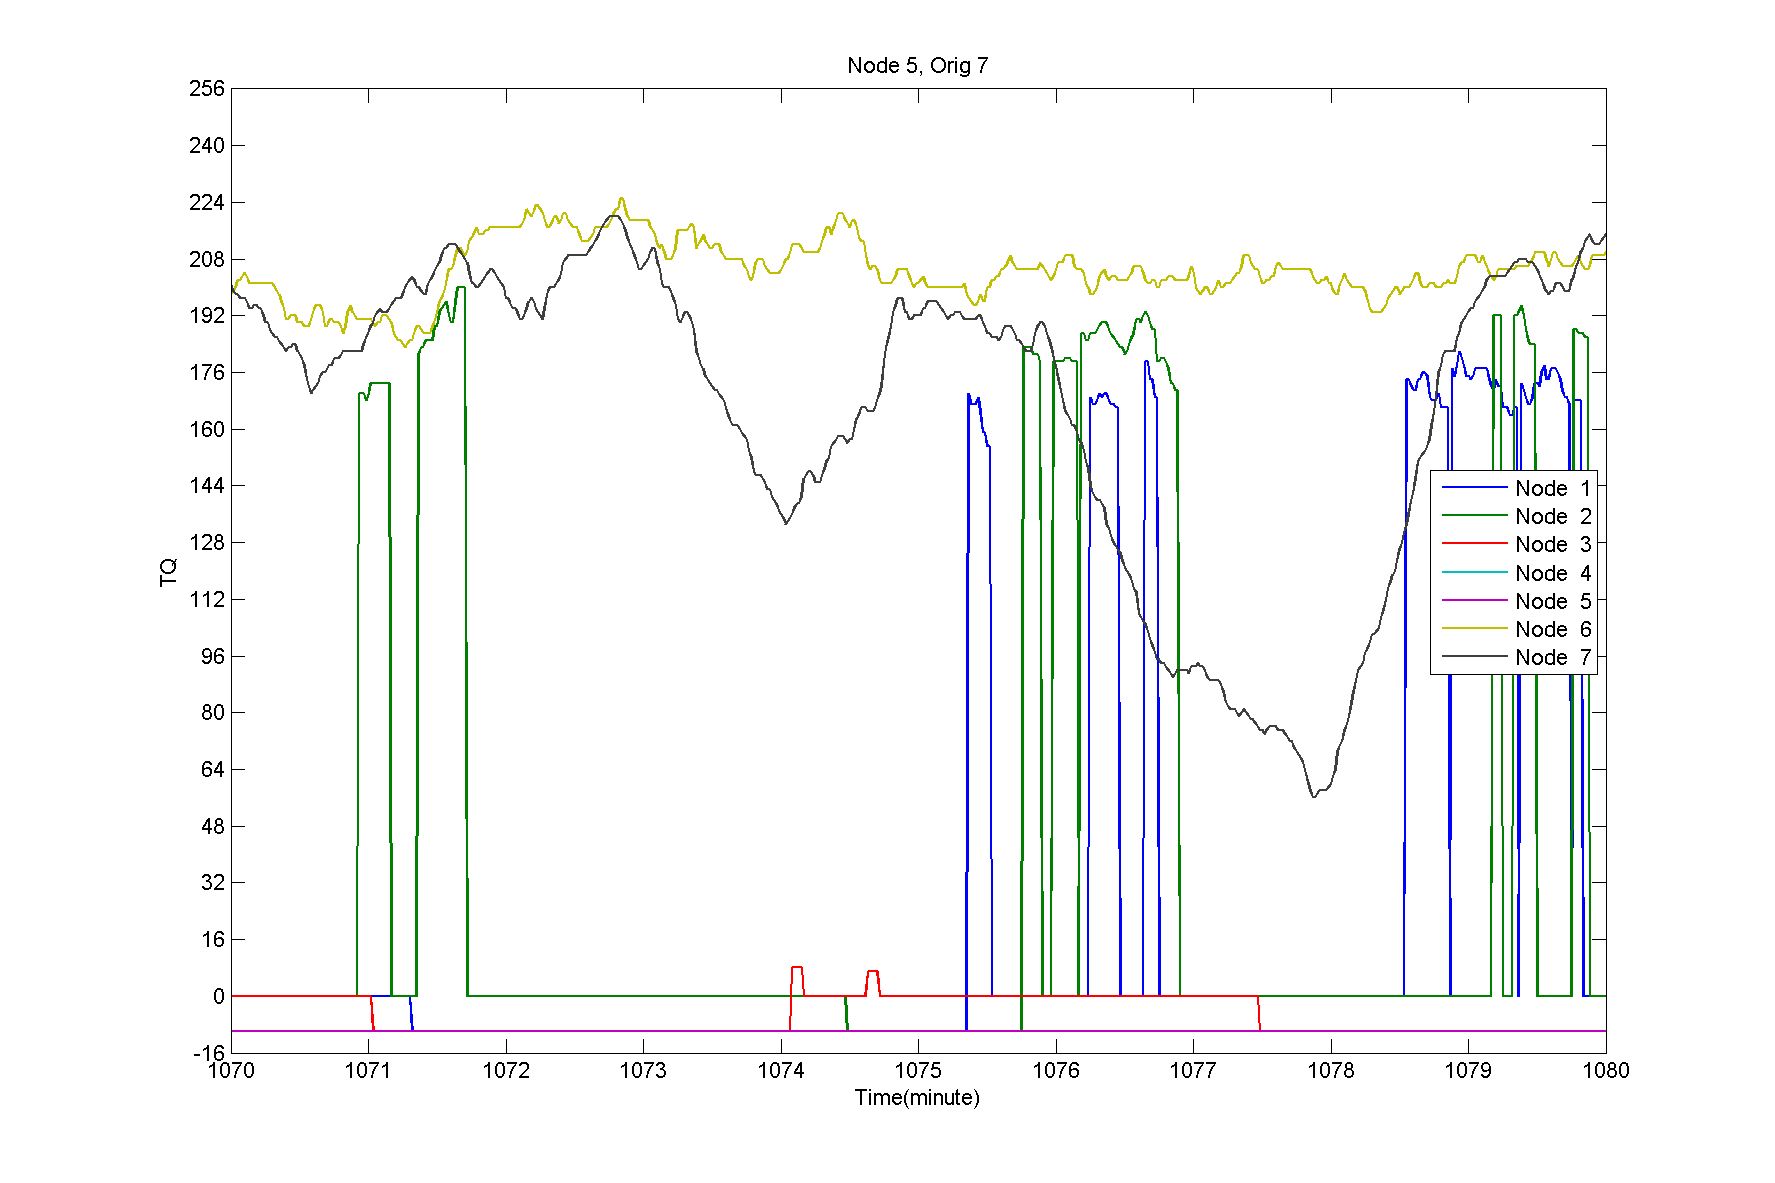 Node 5, Orig 7
256
240
224
208
192
176
160
144
128
112
96
80
64
48
32
16
0
-16
TQ
Node 1
Node 2
Node 3
Node 4
Node 5
Node 6
Node 7
1070 1071 1072 1073 1074 1075 1076 1077 1078 1079 1080
Time(minute)